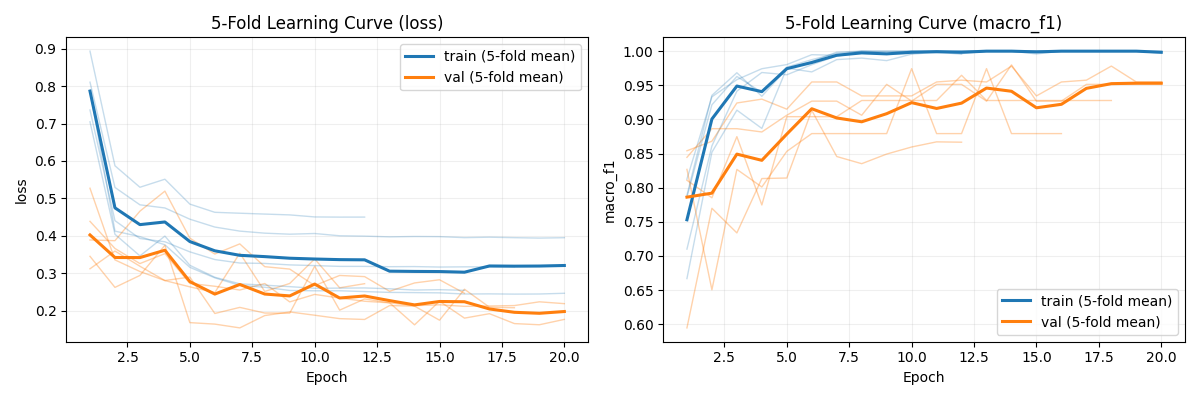 5-Fold Learning Curve (loss)
train (5-fold mean)
val (5-fold mean)
loss
0.9
0.8
0.7
0.6
0.5
0.4
0.3
0.2
2.5 5.0 7.5 10.0 12.5 15.0 17.5 20.0
Epoch
5-Fold Learning Curve (macro_f1)
macro_f1
1.00
0.95
0.90
0.85
0.80
0.75
0.70
0.65
0.60
train (5-fold mean)
val (5-fold mean)
2.5 5.0 7.5 10.0 12.5 15.0 17.5 20.0
Epoch